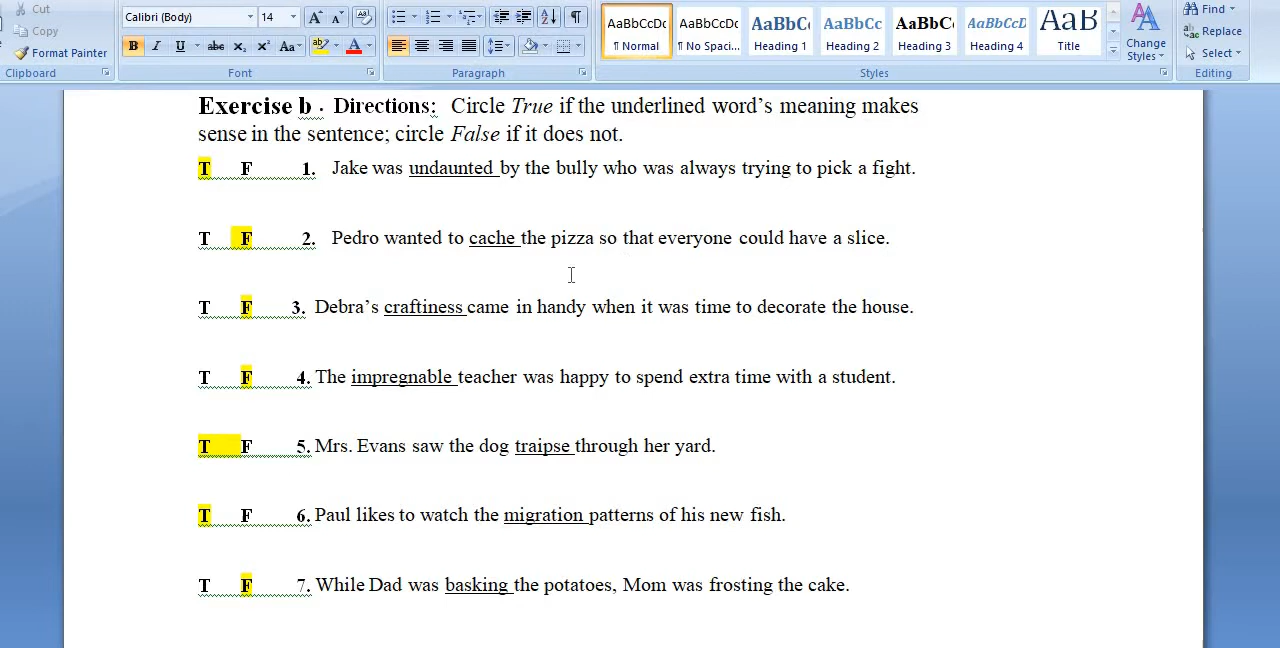 Cut
Copy
Format Painter
Clipboard
Calibri (Body) 14
B I U abc X₂ X² Aa ab A
Font
Paragraph
AaBbCcDc AaBbCcDc AaBbC AaBbCc AaBbC AaBbCcD AaB
¶ Normal ¶ No Spaci... Heading 1 Heading 2 Heading 3 Heading 4 Title
Change Styles
Styles
Find
Replace
Select
Editing
Exercise b . Directions: Circle True if the underlined word's meaning makes
sense in the sentence; circle False if it does not.
T F 1. Jake was undaunted by the bully who was always trying to pick a fight.
T F 2. Pedro wanted to cache the pizza so that everyone could have a slice.
T F 3. Debra's craftiness came in handy when it was time to decorate the house.
T F 4. The impregnable teacher was happy to spend extra time with a student.
T F 5. Mrs. Evans saw the dog traipse through her yard.
T F 6. Paul likes to watch the migration patterns of his new fish.
T F 7. While Dad was basking the potatoes, Mom was frosting the cake.